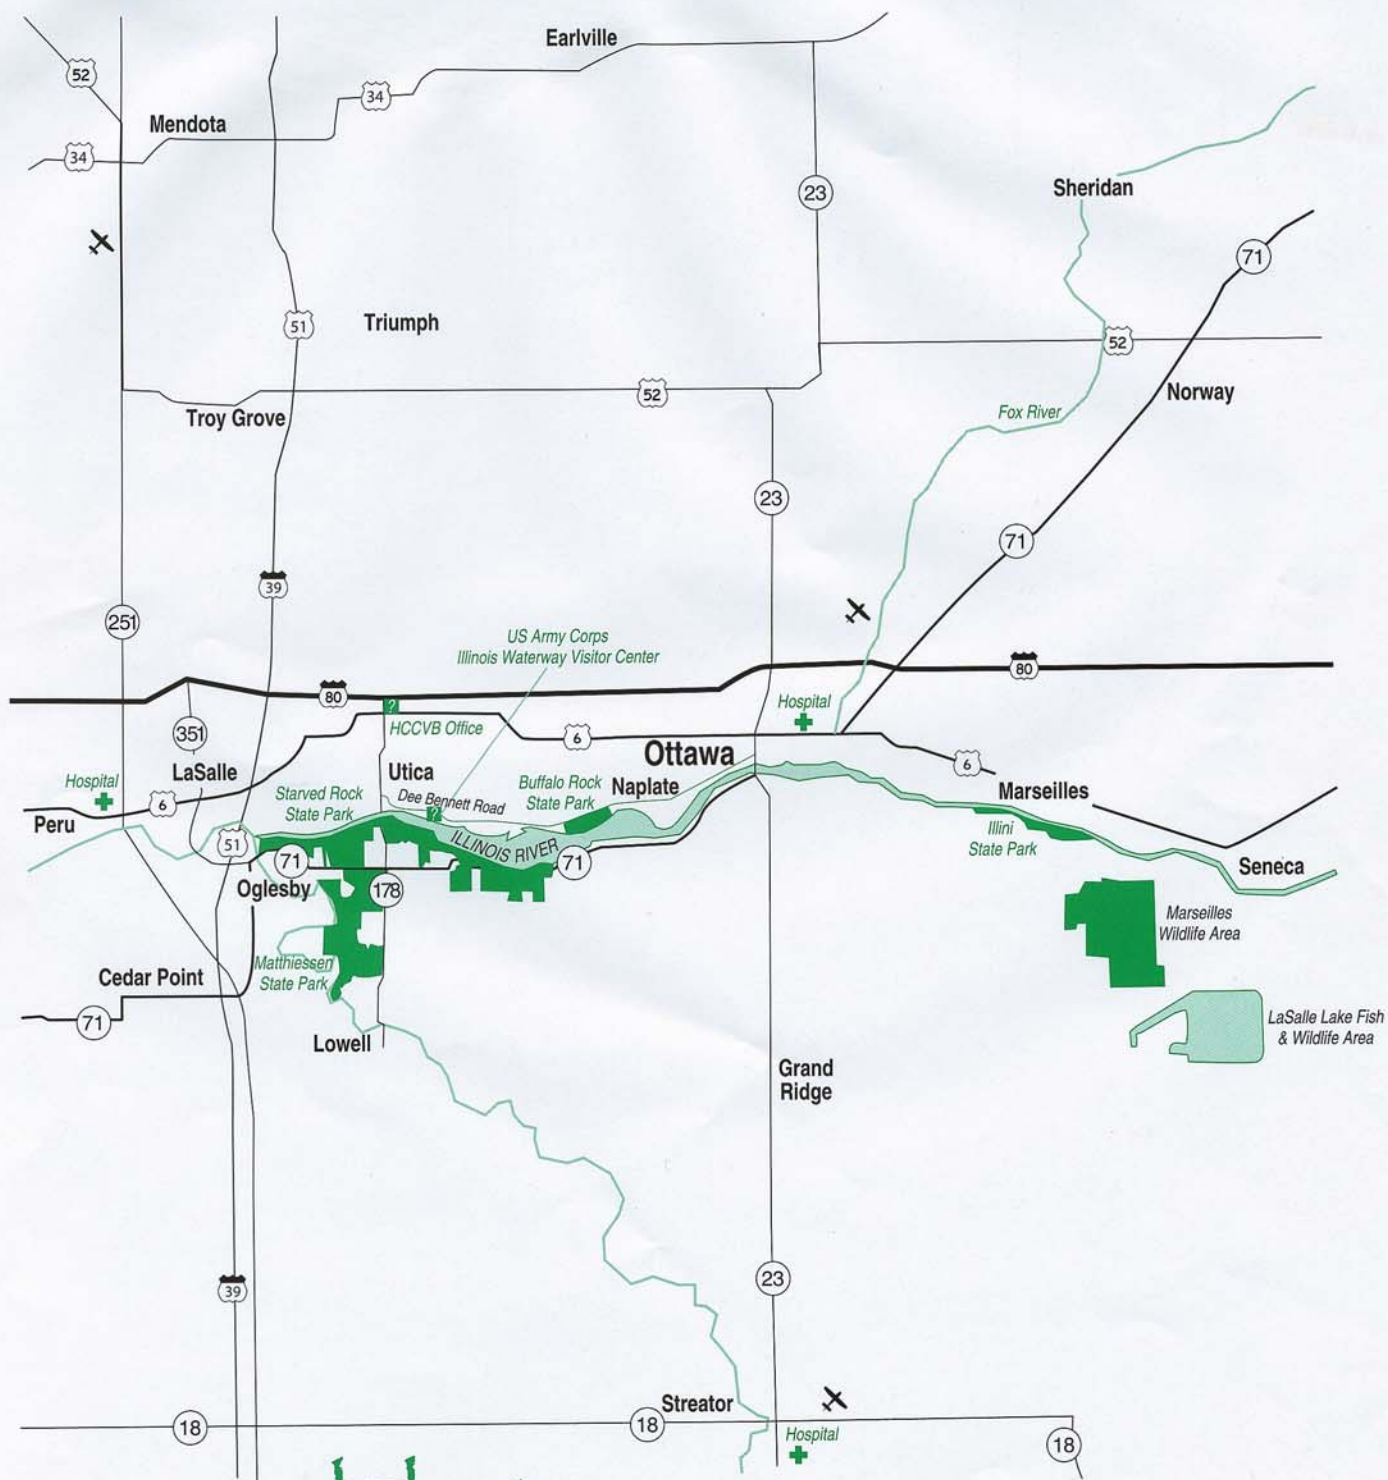 Earlville
52
34
Mendota
34
23
Sheridan
71
51
Triumph
52
52
Troy Grove
Norway
Fox River
23
71
39
251
US Army Corps
Illinois Waterway Visitor Center
80
80
?
HCCVB Office
Hospital
351
6
Ottawa
6
LaSalle
Utica
Hospital
6
Starved Rock
State Park
Dee Bennett Road
?
Buffalo Rock
State Park
Naplate
Marseilles
Peru
51
ILLINOIS RIVER
Illini
State Park
71
71
Seneca
Oglesby
178
Marseilles
Wildlife Area
Cedar Point
Matthiessen
State Park
71
LaSalle Lake Fish
& Wildlife Area
Lowell
Grand
Ridge
23
39
Streator
18
18
Hospital
18